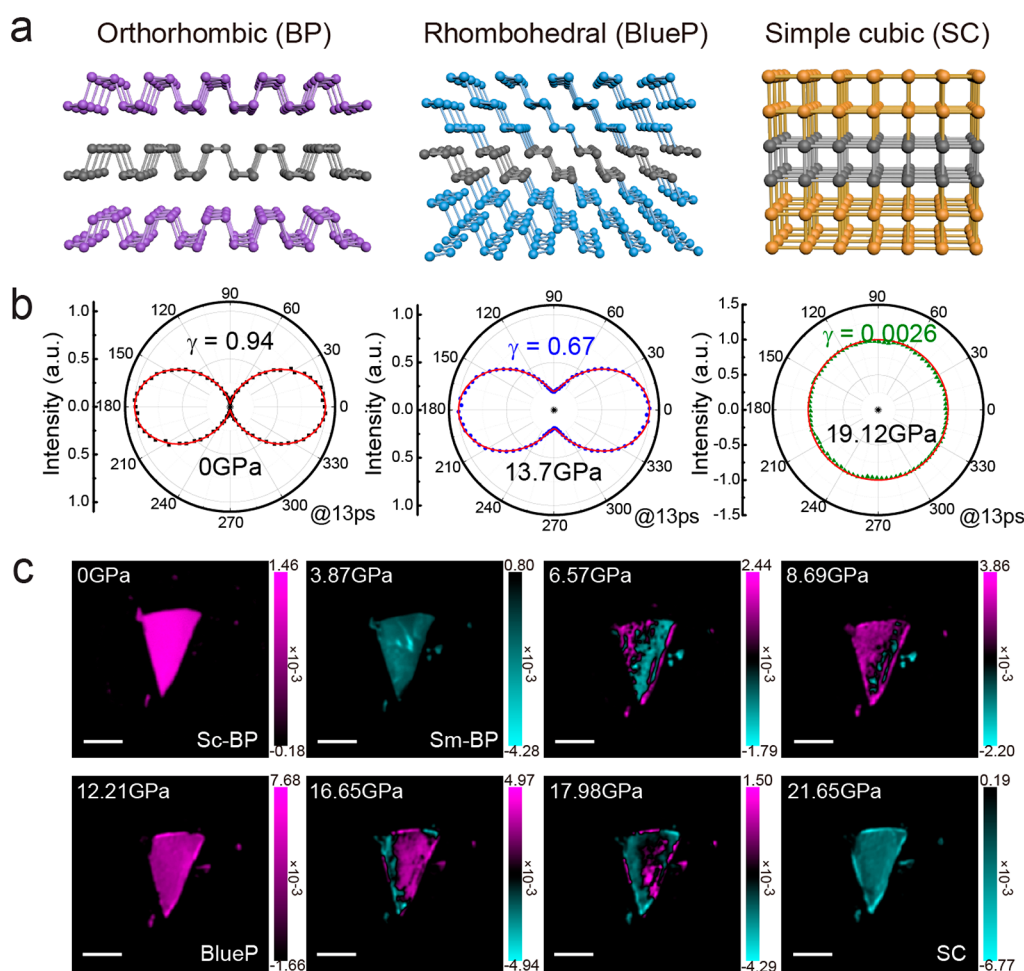 a
Orthorhombic (BP)
Rhombohedral (BlueP)
Simple cubic (SC)
b
Intensity (a.u.)
1.0
0.5
0.0
0.5
1.0
90
120
60
150
30
180
0
210
330
240
300
270
γ = 0.94
0GPa
@13ps
Intensity (a.u.)
1.0
0.5
0.0
0.5
1.0
90
120
60
150
30
180
0
210
330
240
300
270
γ = 0.67
13.7GPa
@13ps
Intensity (a.u.)
1.5
1.0
0.5
0.0
-0.5
-1.0
-1.5
90
120
60
150
30
180
0
210
330
240
300
270
γ = 0.0026
19.12GPa
@13ps
c
0GPa
Sc-BP
1.46
×10-3
-0.18
3.87GPa
Sm-BP
0.80
×10-3
-4.28
6.57GPa
2.44
×10-3
-1.79
8.69GPa
3.86
×10-3
-2.20
12.21GPa
BlueP
7.68
×10-3
-1.66
16.65GPa
4.97
×10-3
-4.94
17.98GPa
1.50
×10-3
-4.29
21.65GPa
SC
0.19
×10-3
-6.77